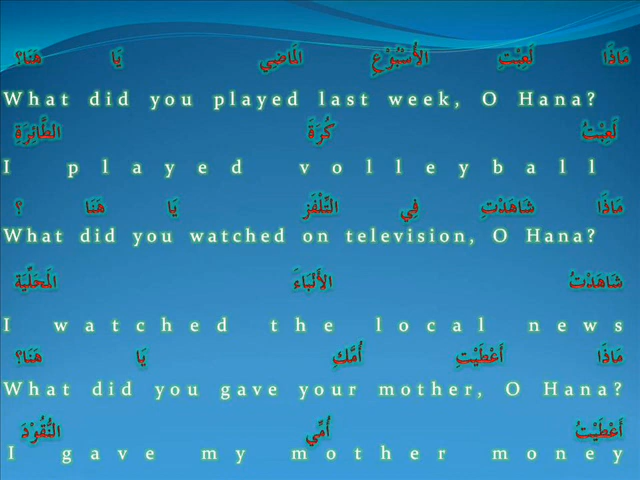 مَاذَا لَعِبْتِ الأُسْبُوْعِ المَاضِي يَا هَنَا؟
What did you played last week, O Hana?
لَعِبْتُ كُرَةَ الطَّائِرَةِ
I played volleyball
مَاذَا شَاهَدْتِ فِي التِّلْفَزِ يَا هَنَا ؟
What did you watched on television, O Hana?
شَاهَدْتُ الأَنْبَاءَ المَحَلِّيَّة
I watched the local news
مَاذَا أَعْطَيْتِ أُمَّكِ يَا هَنَا؟
What did you gave your mother, O Hana?
أَعْطَيْتُ أُمِّي النُّقُوْدَ
I gave my mother money